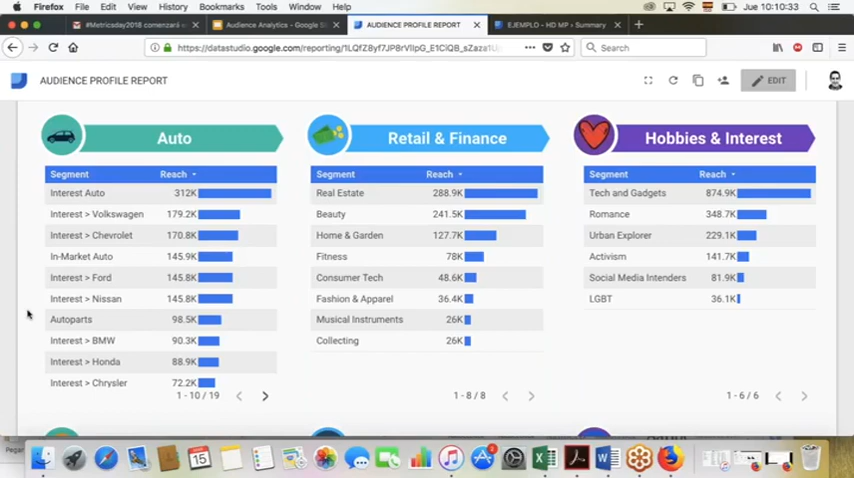 Firefox File Edit View History Bookmarks Tools Window Help Jue 10:10:33
#Metricsday2018 comenzará
Audience Analytics - Google Sl
AUDIENCE PROFILE REPORT
EJEMPLO - HD MP › Summary
https://datastudio.google.com/reporting/
Search
AUDIENCE PROFILE REPORT
EDIT
Auto
Segment Reach
Interest Auto 312K
Interest > Volkswagen 179.2K
Interest > Chevrolet 170.8K
In-Market Auto 145.9K
Interest > Ford 145.8K
Interest > Nissan 145.8K
Autoparts 98.5K
Interest > BMW 90.3K
Interest > Honda 88.9K
Interest > Chrysler 72.2K
1 - 10 / 19
Retail & Finance
Segment Reach
Real Estate 288.9K
Beauty 241.5K
Home & Garden 127.7K
Fitness 78K
Consumer Tech 48.6K
Fashion & Apparel 36.4K
Musical Instruments 26K
Collecting 26K
1 - 8 / 8
Hobbies & Interest
Segment Reach
Tech and Gadgets 874.9K
Romance 348.7K
Urban Explorer 229.1K
Activism 141.7K
Social Media Intenders 81.9K
LGBT 36.1K
1 - 6 / 6
Pegar
15